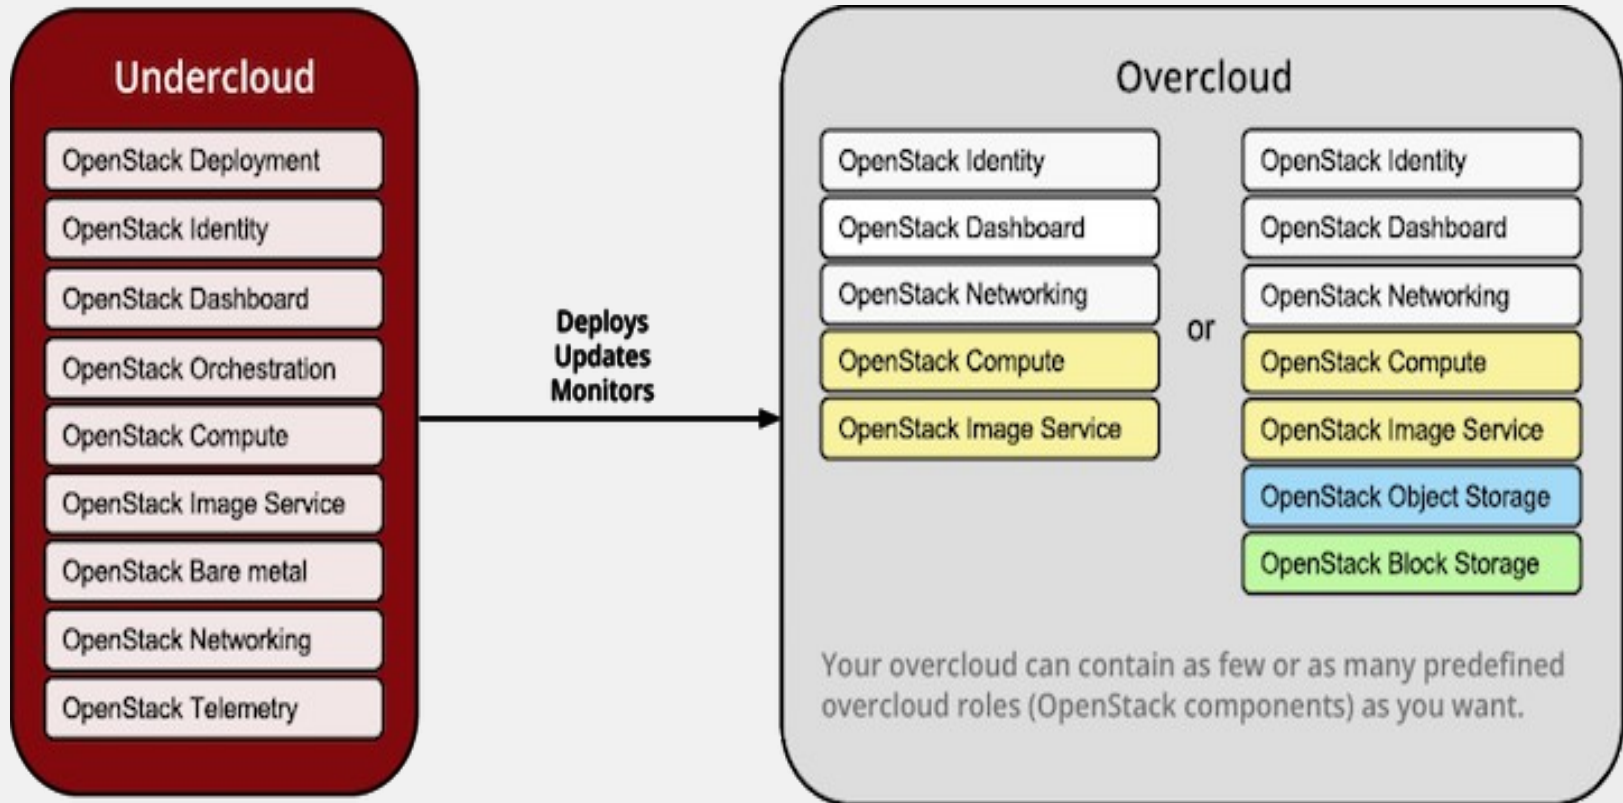 Undercloud
OpenStack Deployment
OpenStack Identity
OpenStack Dashboard
OpenStack Orchestration
OpenStack Compute
OpenStack Image Service
OpenStack Bare metal
OpenStack Networking
OpenStack Telemetry
Deploys
Updates
Monitors
Overcloud
OpenStack Identity
OpenStack Dashboard
OpenStack Networking
OpenStack Compute
OpenStack Image Service
or
OpenStack Identity
OpenStack Dashboard
OpenStack Networking
OpenStack Compute
OpenStack Image Service
OpenStack Object Storage
OpenStack Block Storage
Your overcloud can contain as few or as many predefined
overcloud roles (OpenStack components) as you want.